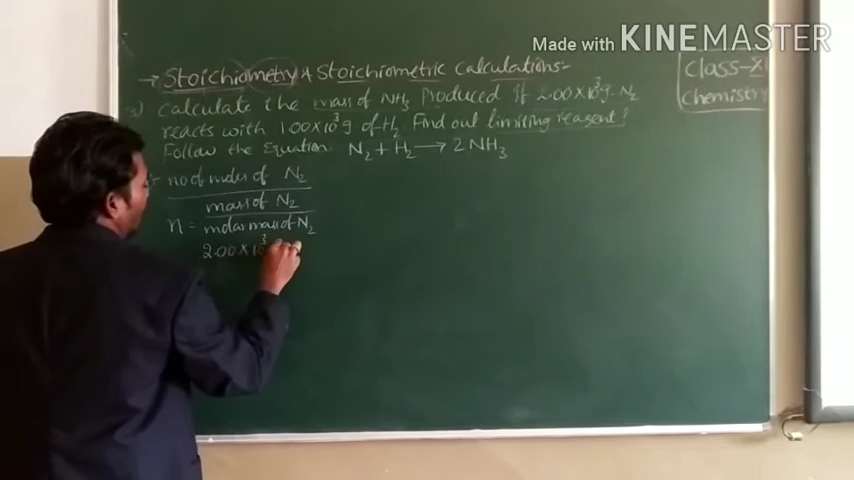 Made with KINEMASTER
→ Stoichiometry & Stoichiometric Calculations:-
Class-XI
Chemistry
Calculate the mass of NH₃ Produced If 2.00×10³g N₂
reacts with 1.00×10³g of H₂. Find out limiting reagent?
Follow the Equation N₂ + H₂ → 2NH₃
no of moles of N₂
n = mass of N₂
molar mass of N₂
2.00×10³